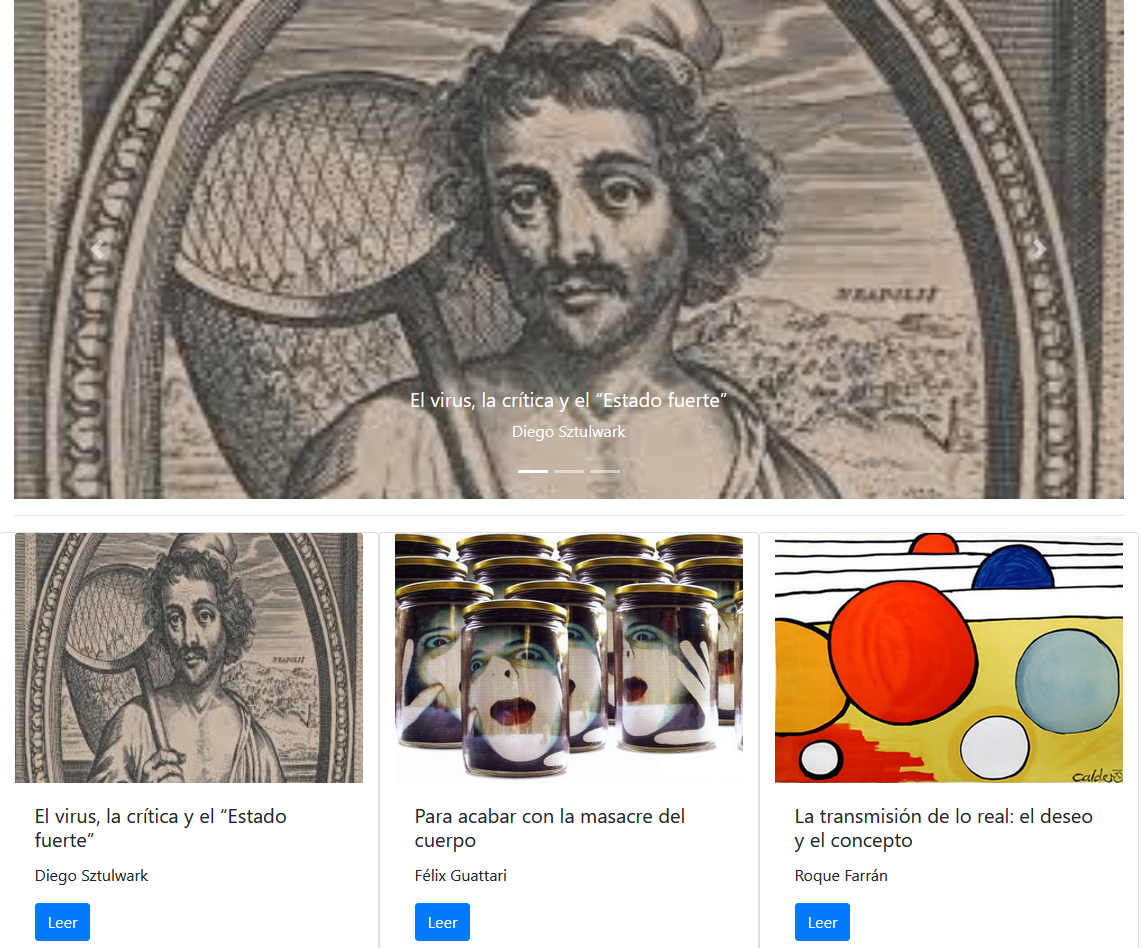 NEAPOLIS
El virus, la crítica y el “Estado fuerte”
Diego Sztulwark
NEAPOLIS
Calder
El virus, la crítica y el “Estado
fuerte”
Diego Sztulwark
Leer
Para acabar con la masacre del
cuerpo
Félix Guattari
Leer
La transmisión de lo real: el deseo
y el concepto
Roque Farrán
Leer